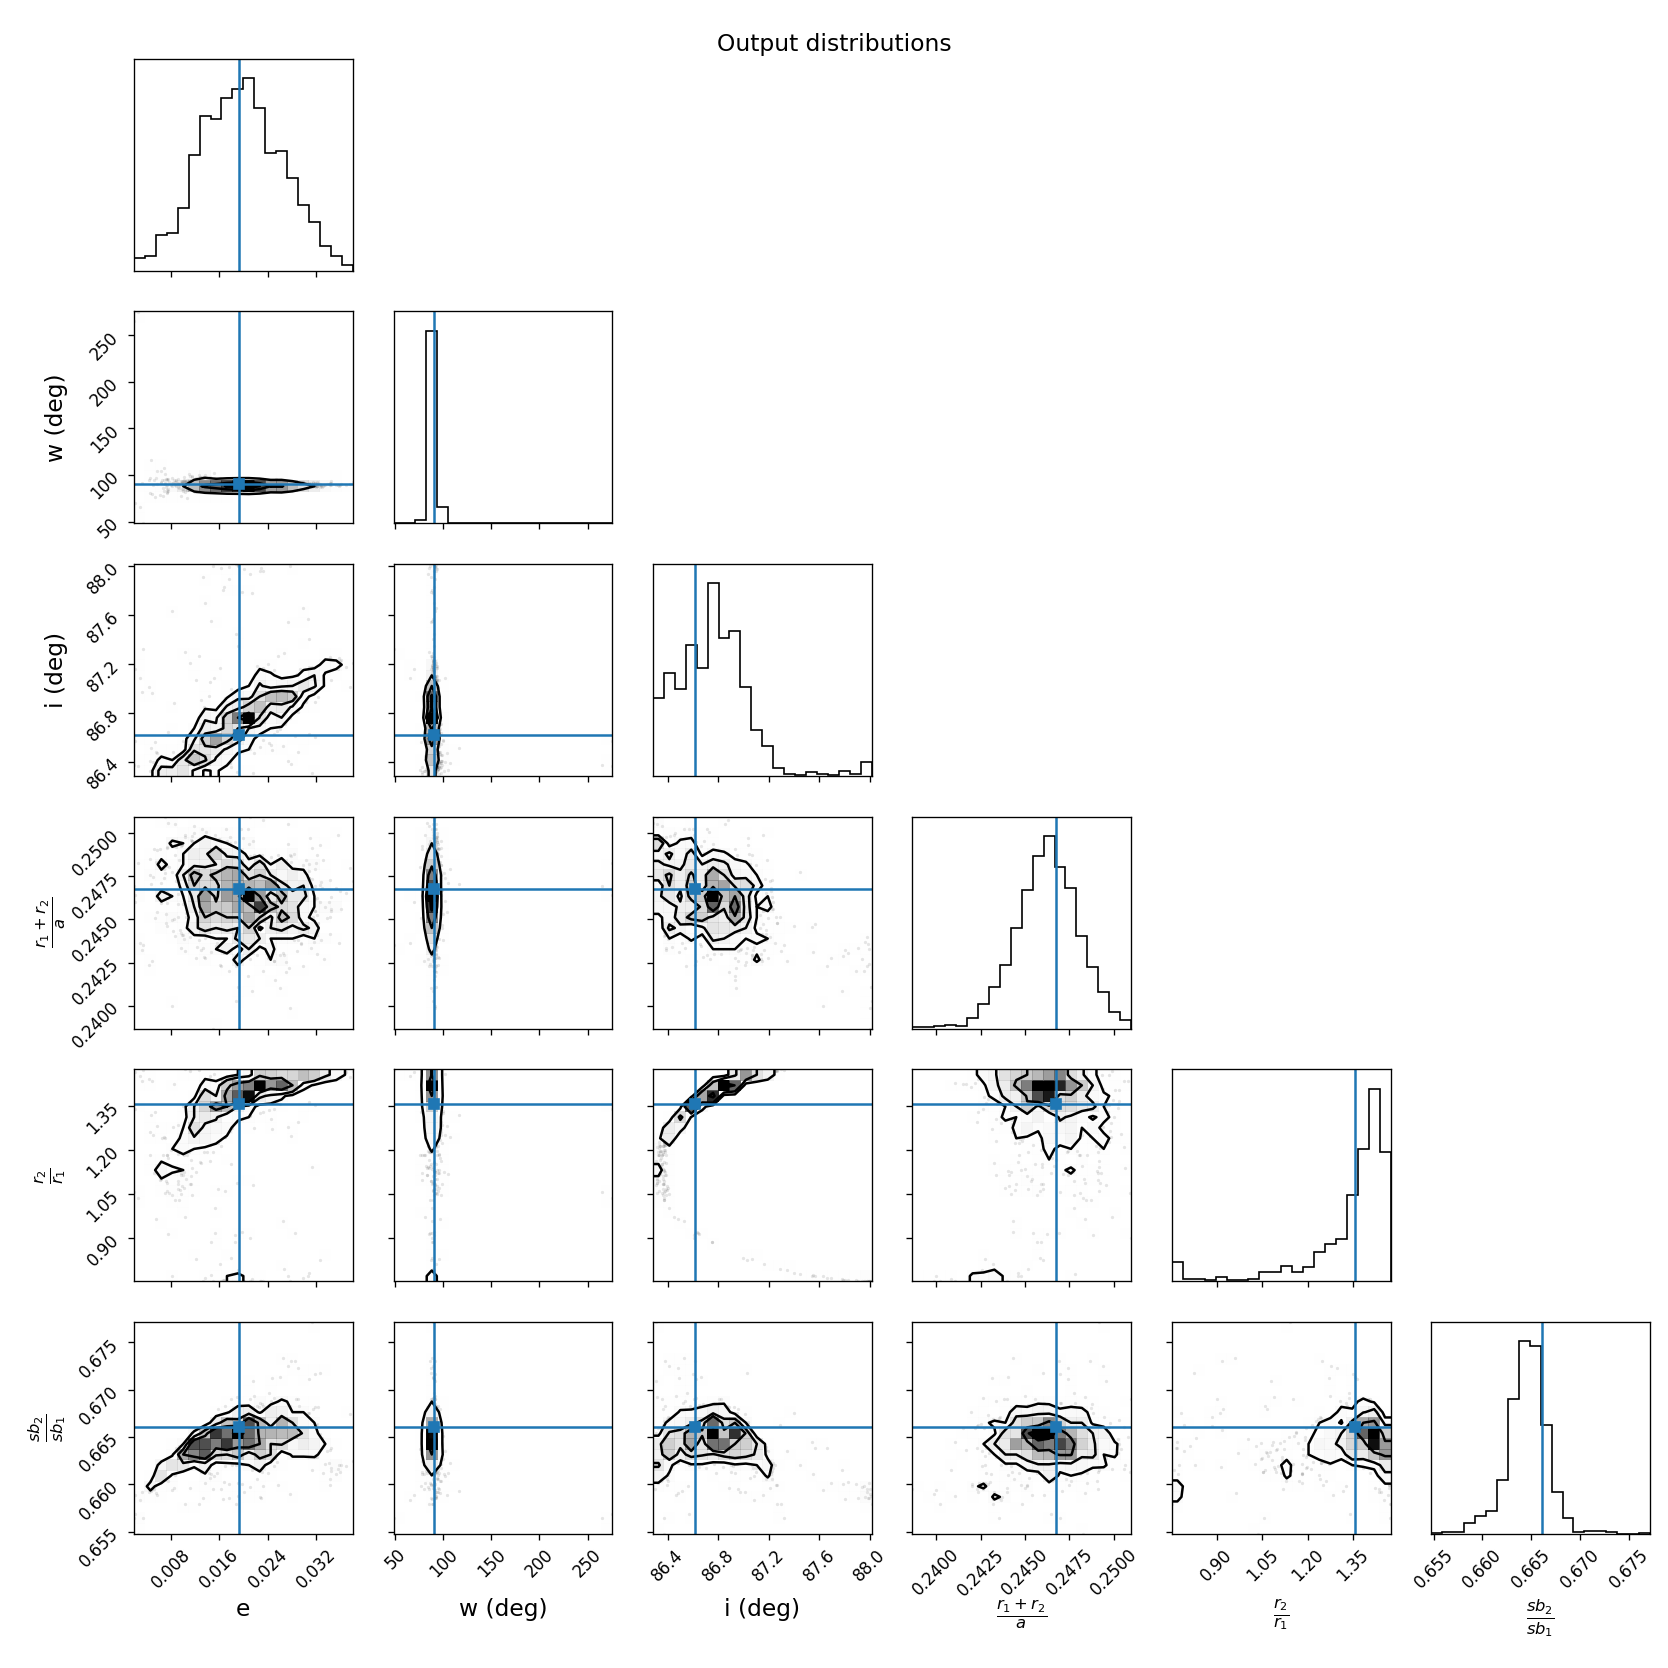 Output distributions
250
200
150
100
50
w (deg)
88.0
87.6
87.2
86.8
86.4
i (deg)
0.2500
0.2475
0.2450
0.2425
0.2400
r₁ + r₂
a
1.35
1.20
1.05
0.90
r₂
r₁
0.675
0.670
0.665
0.660
0.655
sb₂
sb₁
0.008 0.016 0.024 0.032 50 100 150 200 250 86.4 86.8 87.2 87.6 88.0 0.2400 0.2425 0.2450 0.2475 0.2500 0.90 1.05 1.20 1.35 0.655 0.660 0.665 0.670 0.675
e w (deg) i (deg) r₁ + r₂ r₂ sb₂
a r₁ sb₁